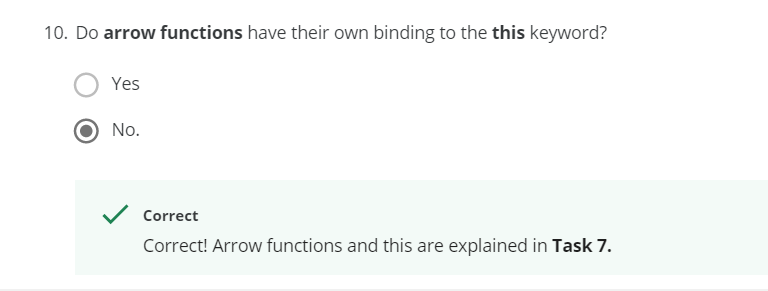 10. Do arrow functions have their own binding to the this keyword?
Yes
No.
Correct
Correct! Arrow functions and this are explained in Task 7.